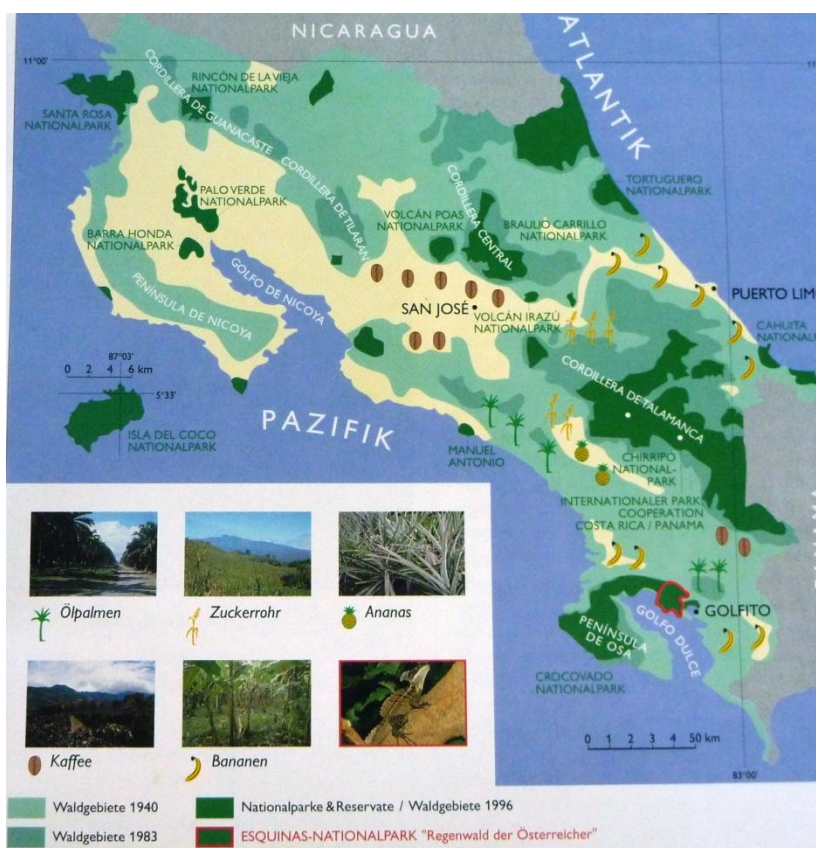 NICARAGUA
ATLANTIK
11°00'
11
CORDILLERA DE GUANACASTE
RINCÓN DE LA VIEJA
NATIONALPARK
SANTA ROSA
NATIONALPARK
CORDILLERA DE TILARAN
CORDILLERA CENTRAL
TORTUGUERO
NATIONALPARK
PALO VERDE
NATIONALPARK
VOLCÁN POAS
NATIONALPARK
BRAULIO CARRILLO
NATIONALPARK
BARRA HONDA
NATIONALPARK
GOLFO DE NICOYA
PENÍNSULA DE NICOYA
SAN JOSÉ
VOLCÁN IRAZÚ
NATIONALPARK
PUERTO LIM
CAHUITA
NATIONALP
87°03'
0 2 4 6 km
5°33'
ISLA DEL COCO
NATIONALPARK
PAZIFIK
CORDILLERA DE TALAMANCA
MANUEL
ANTONIO
CHIRRIPO
NATIONAL-
PARK
INTERNATIONALER PARK
COOPERATION
COSTA RICA / PANAMA
GOLFITO
GOLFO DULCE
PENÍNSULA
DE OSA
CROCOVADO
NATIONALPARK
0 1 2 3 4 50 km
83°00'
Ölpalmen
Zuckerrohr
Ananas
Kaffee
Bananen
Waldgebiete 1940
Nationalparke & Reservate / Waldgebiete 1996
Waldgebiete 1983
ESQUINAS-NATIONALPARK "Regenwald der Österreicher"